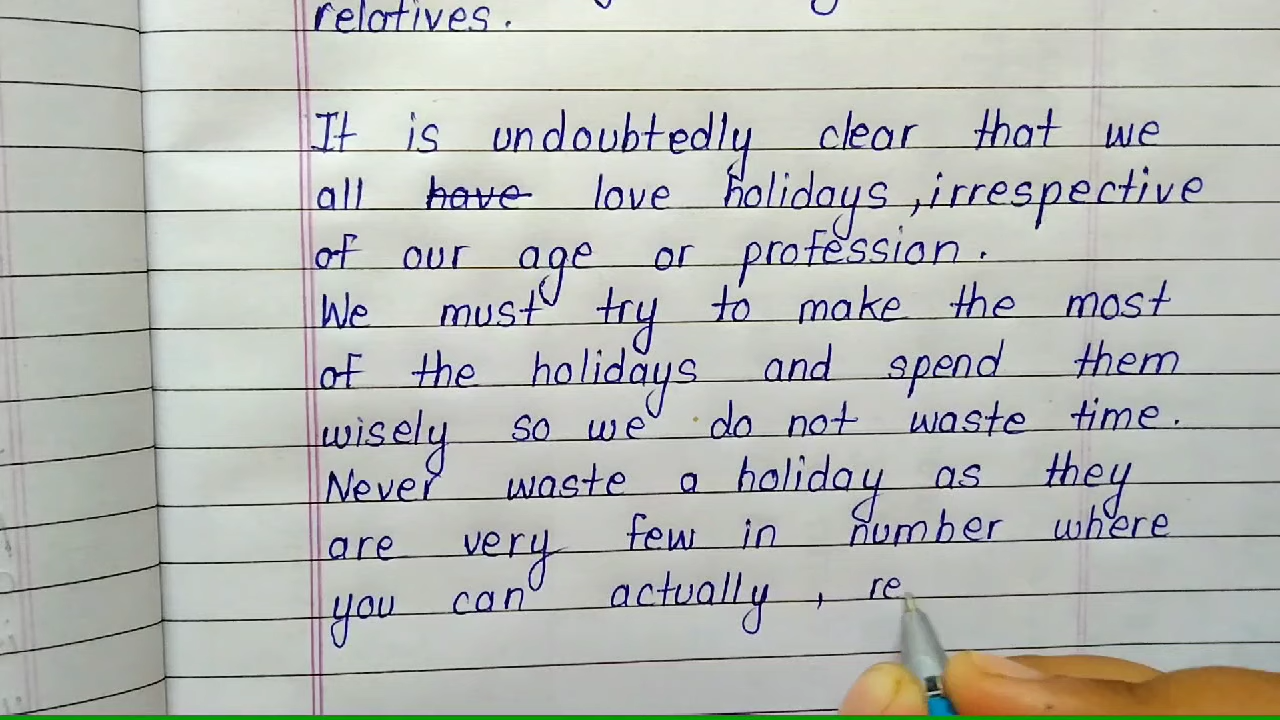 relatives.
It is undoubtedly clear that we
all have love holidays, irrespective
of our age or profession.
We must try to make the most
of the holidays and spend them
wisely so we do not waste time.
Never waste a holiday as they
are very few in number where
you can actually, re